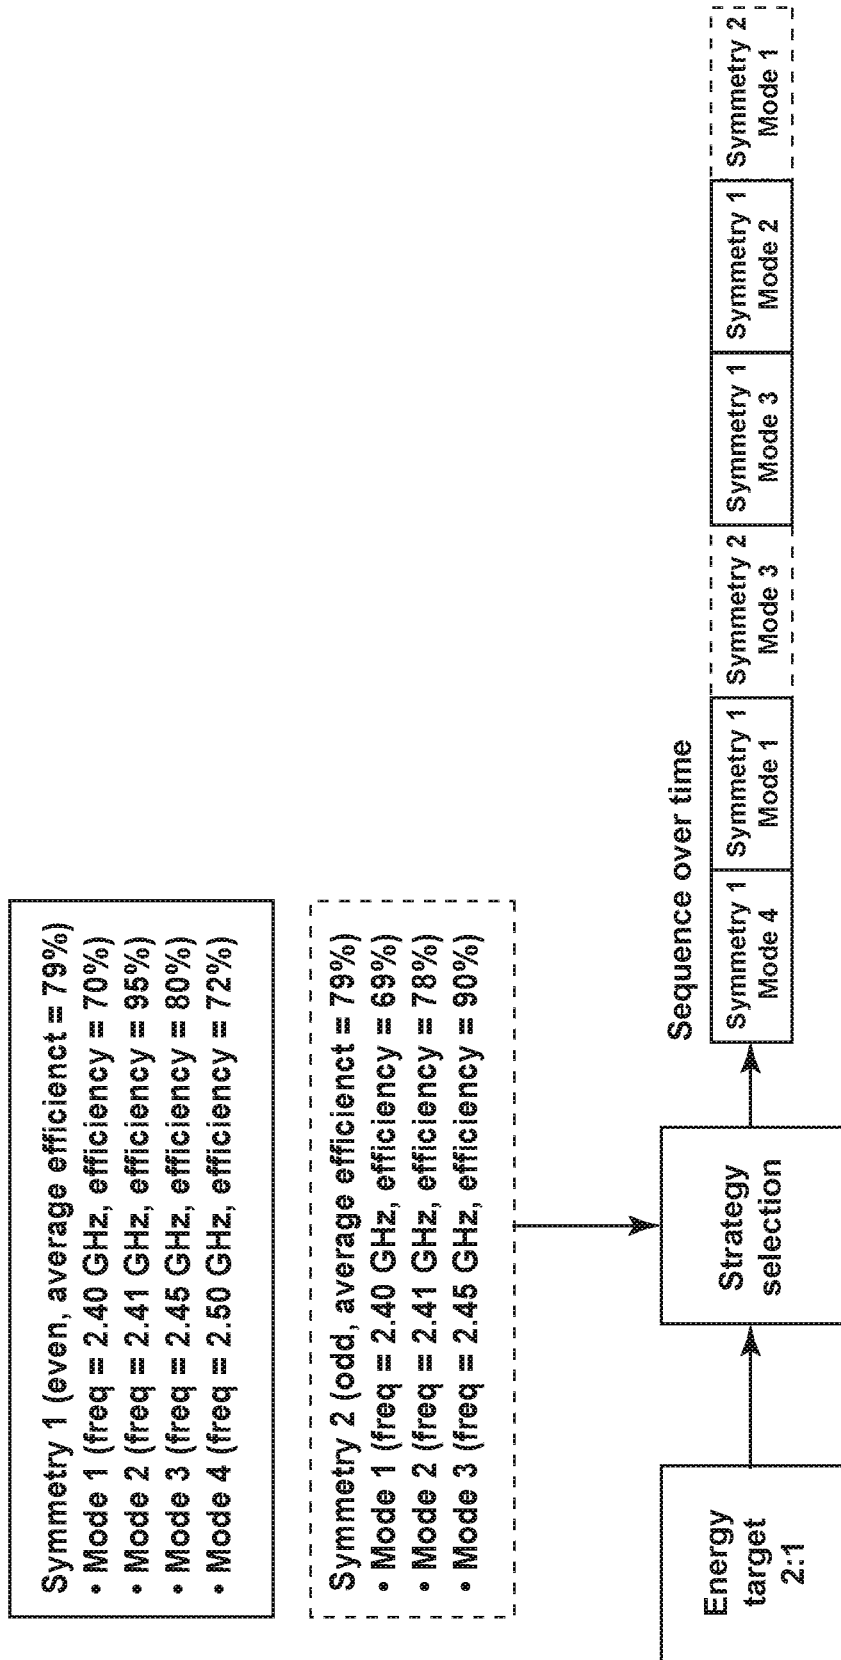 Symmetry 1 (even, average efficienct = 79%)
• Mode 1 (freq = 2.40 GHz, efficiency = 70%)
• Mode 2 (freq = 2.41 GHz, efficiency = 95%)
• Mode 3 (freq = 2.45 GHz, efficiency = 80%)
• Mode 4 (freq = 2.50 GHz, efficiency = 72%)
Symmetry 2 (odd, average efficienct = 79%)
• Mode 1 (freq = 2.40 GHz, efficiency = 69%)
• Mode 2 (freq = 2.41 GHz, efficiency = 78%)
• Mode 3 (freq = 2.45 GHz, efficiency = 90%)
Energy
target
2:1
Strategy
selection
Sequence over time
Symmetry 1
Mode 4
Symmetry 1
Mode 1
Symmetry 2
Mode 3
Symmetry 1
Mode 3
Symmetry 1
Mode 2
Symmetry 2
Mode 1